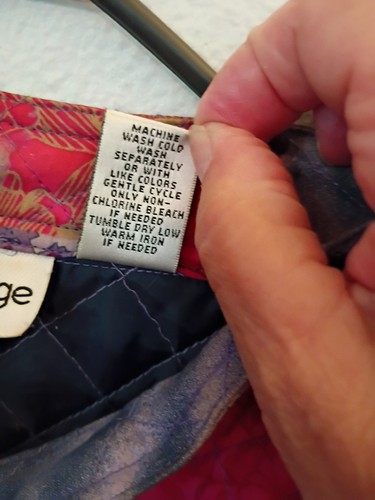 MACHINE
WASH COLD
WASH
SEPARATELY
OR WITH
LIKE COLORS
GENTLE CYCLE
ONLY NON-
CHLORINE BLEACH
IF NEEDED
TUMBLE DRY LOW
WARM IRON
IF NEEDED
ge